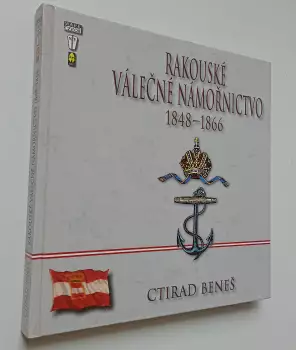 RAKOUSKÉ
VÁLEČNÉ NÁMOŘNICTVO
1848–1866
CTIRAD BENEŠ